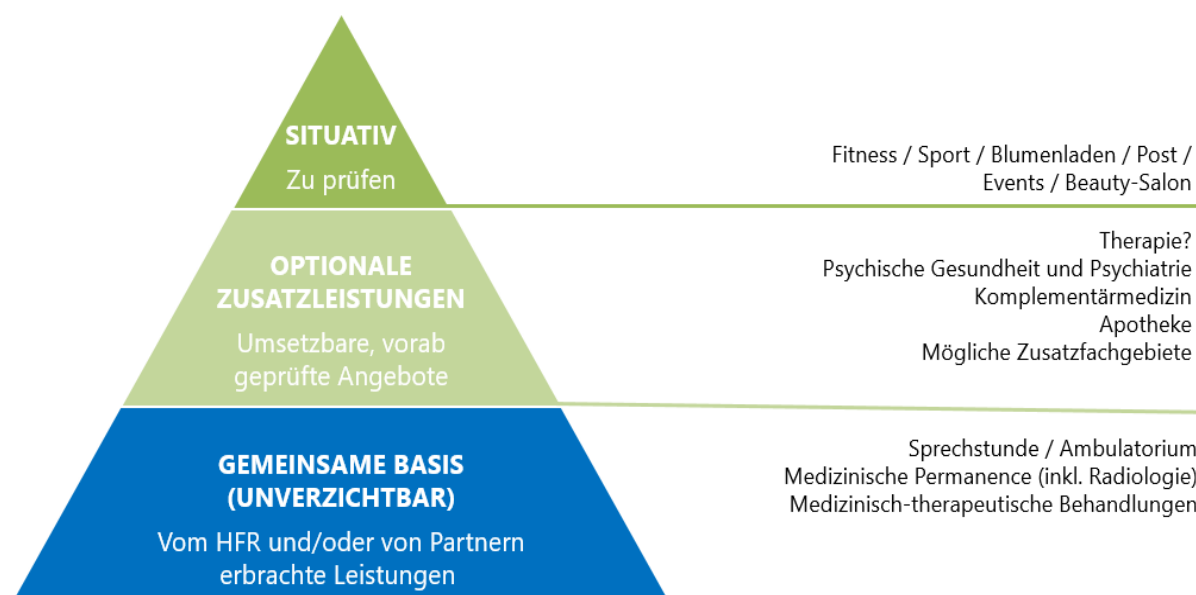 SITUATIV
Zu prüfen
Fitness / Sport / Blumenladen / Post /
Events / Beauty-Salon
OPTIONALE
ZUSATZLEISTUNGEN
Umsetzbare, vorab
geprüfte Angebote
Therapie?
Psychische Gesundheit und Psychiatrie
Komplementärmedizin
Apotheke
Mögliche Zusatzfachgebiete
GEMEINSAME BASIS
(UNVERZICHTBAR)
Vom HFR und/oder von Partnern
erbrachte Leistungen
Sprechstunde / Ambulatorium
Medizinische Permanence (inkl. Radiologie)
Medizinisch-therapeutische Behandlungen